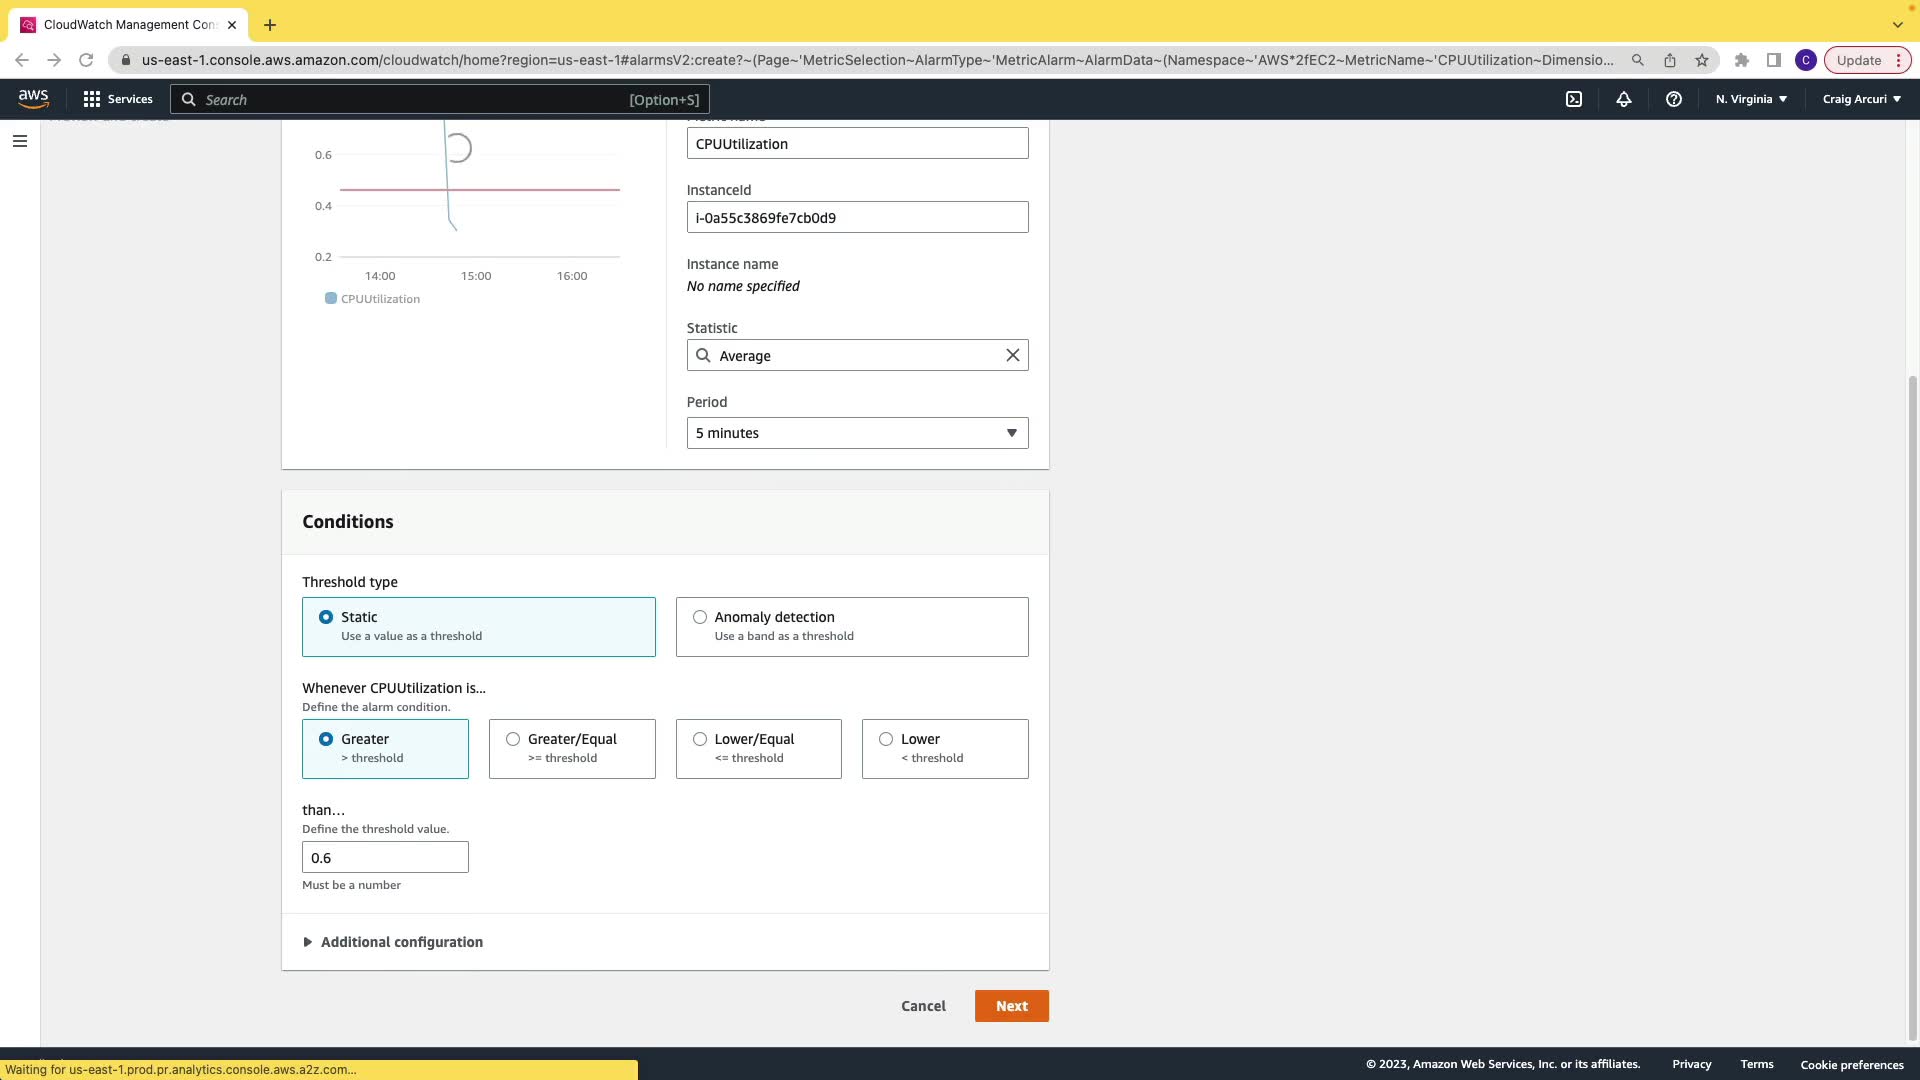 CloudWatch Management Con
us-east-1.console.aws.amazon.com/cloudwatch/home?region=us-east-1#alarmsV2:create?~(Page~'MetricSelection~AlarmType~'MetricAlarm~AlarmData~(Namespace~'AWS*2fEC2~MetricName~'CPUUtilization~Dimensio...
C
Update
aws
Services
Search
[Option+S]
N. Virginia
Craig Arcuri
0.6
0.4
0.2
14:00
15:00
16:00
CPUUtilization
CPUUtilization
InstanceId
i-0a55c3869fe7cb0d9
Instance name
No name specified
Statistic
Average
Period
5 minutes
Conditions
Threshold type
Static
Use a value as a threshold
Anomaly detection
Use a band as a threshold
Whenever CPUUtilization is...
Define the alarm condition.
Greater
> threshold
Greater/Equal
>= threshold
Lower/Equal
<= threshold
Lower
< threshold
than...
Define the threshold value.
0.6
Must be a number
Additional configuration
Cancel
Next
Waiting for us-east-1.prod.pr.analytics.console.aws.a2z.com...
© 2023, Amazon Web Services, Inc. or its affiliates.
Privacy
Terms
Cookie preferences